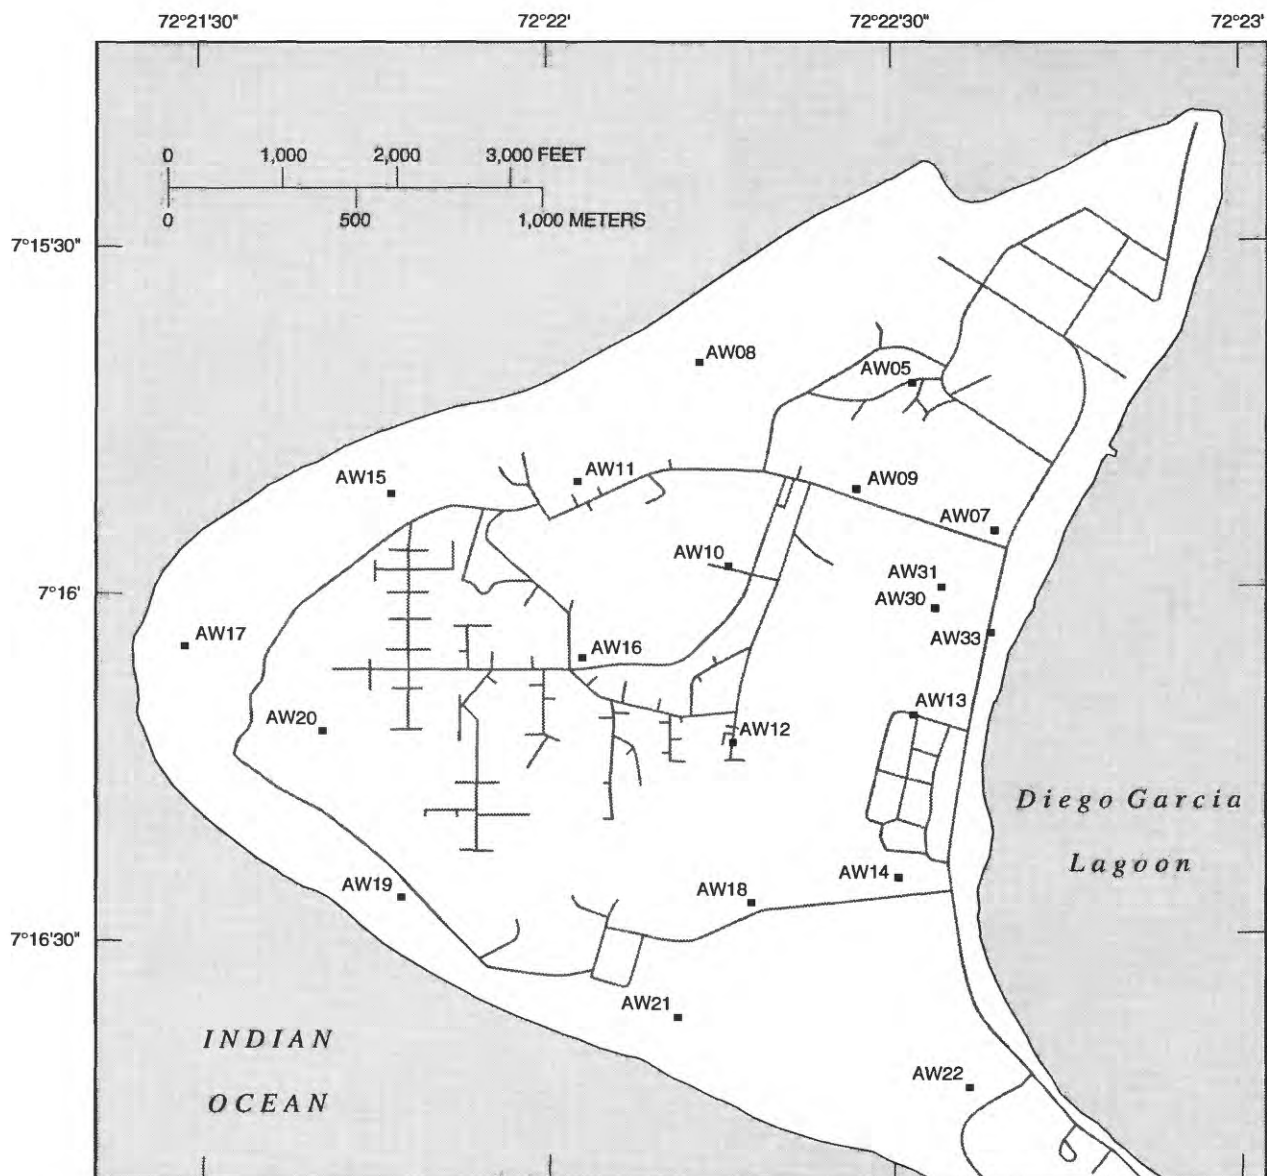 72°21'30" 72°22' 72°22'30" 72°23'
0 1,000 2,000 3,000 FEET
0 500 1,000 METERS
7°15'30"
AW08
AW05
AW15
AW11
AW09
AW07
AW10
AW31
7°16'
AW30
AW17
AW33
AW16
AW13
AW20
AW12
Diego Garcia
Lagoon
AW14
AW19
AW18
7°16'30"
AW21
INDIAN
OCEAN
AW22